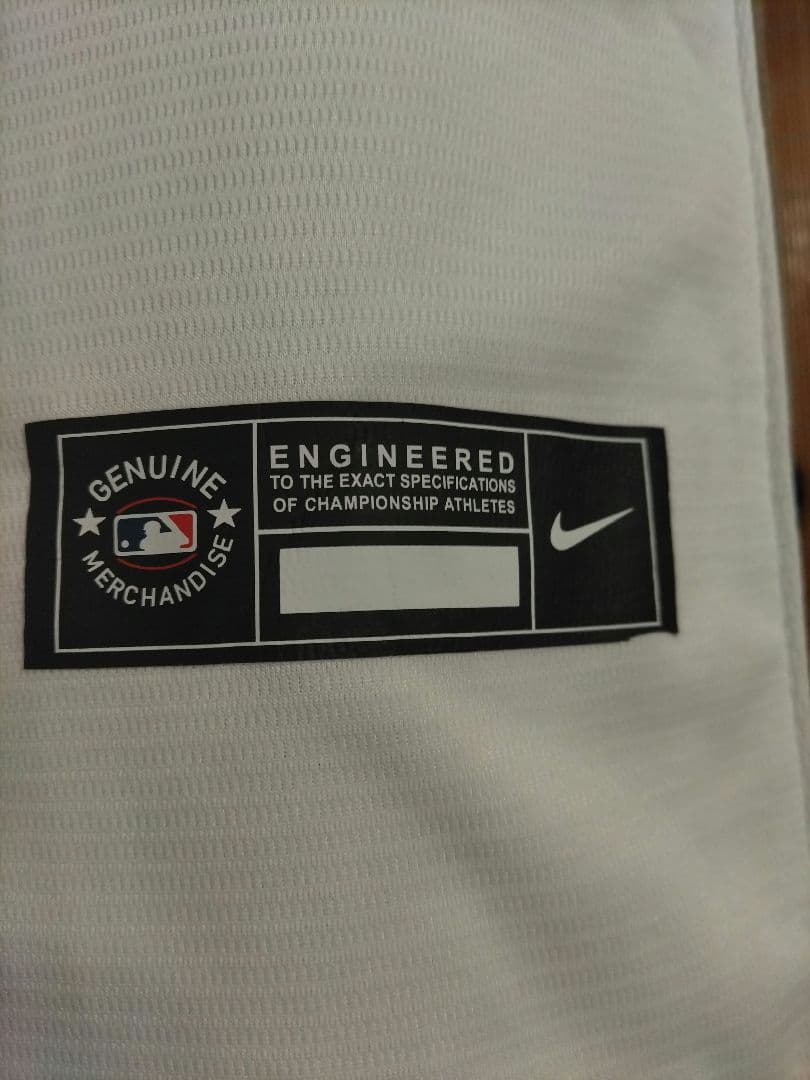 GENUINE
MERCHANDISE
ENGINEERED
TO THE EXACT SPECIFICATIONS
OF CHAMPIONSHIP ATHLETES